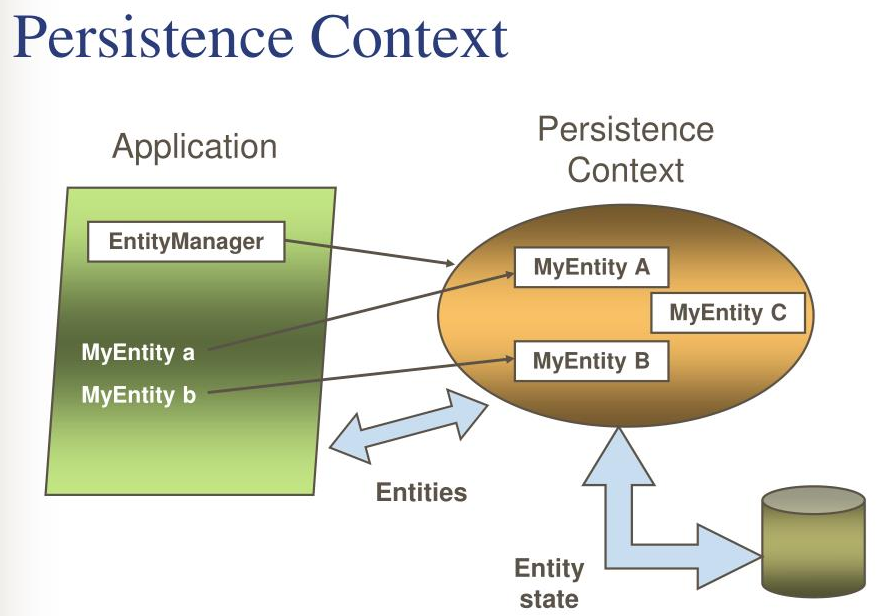 Persistence Context
Application
Persistence
Context
EntityManager
MyEntity a
MyEntity b
MyEntity A
MyEntity C
MyEntity B
Entities
Entity
state